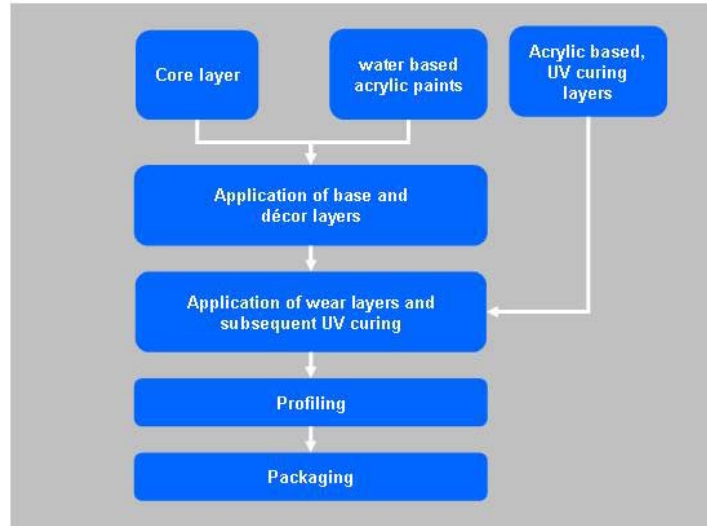 Core layer
water based
acrylic paints
Acrylic based,
UV curing
layers
Application of base and
décor layers
Application of wear layers and
subsequent UV curing
Profiling
Packaging